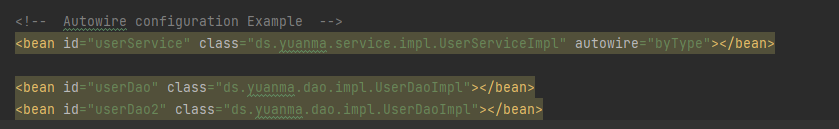 <!--  Autowire configuration Example  -->
<bean id="userService" class="ds.yuanma.service.impl.UserServiceImpl" autowire="byType"></bean>
<bean id="userDao" class="ds.yuanma.dao.impl.UserDaoImpl"></bean>
<bean id="userDao2" class="ds.yuanma.dao.impl.UserDaoImpl"></bean>